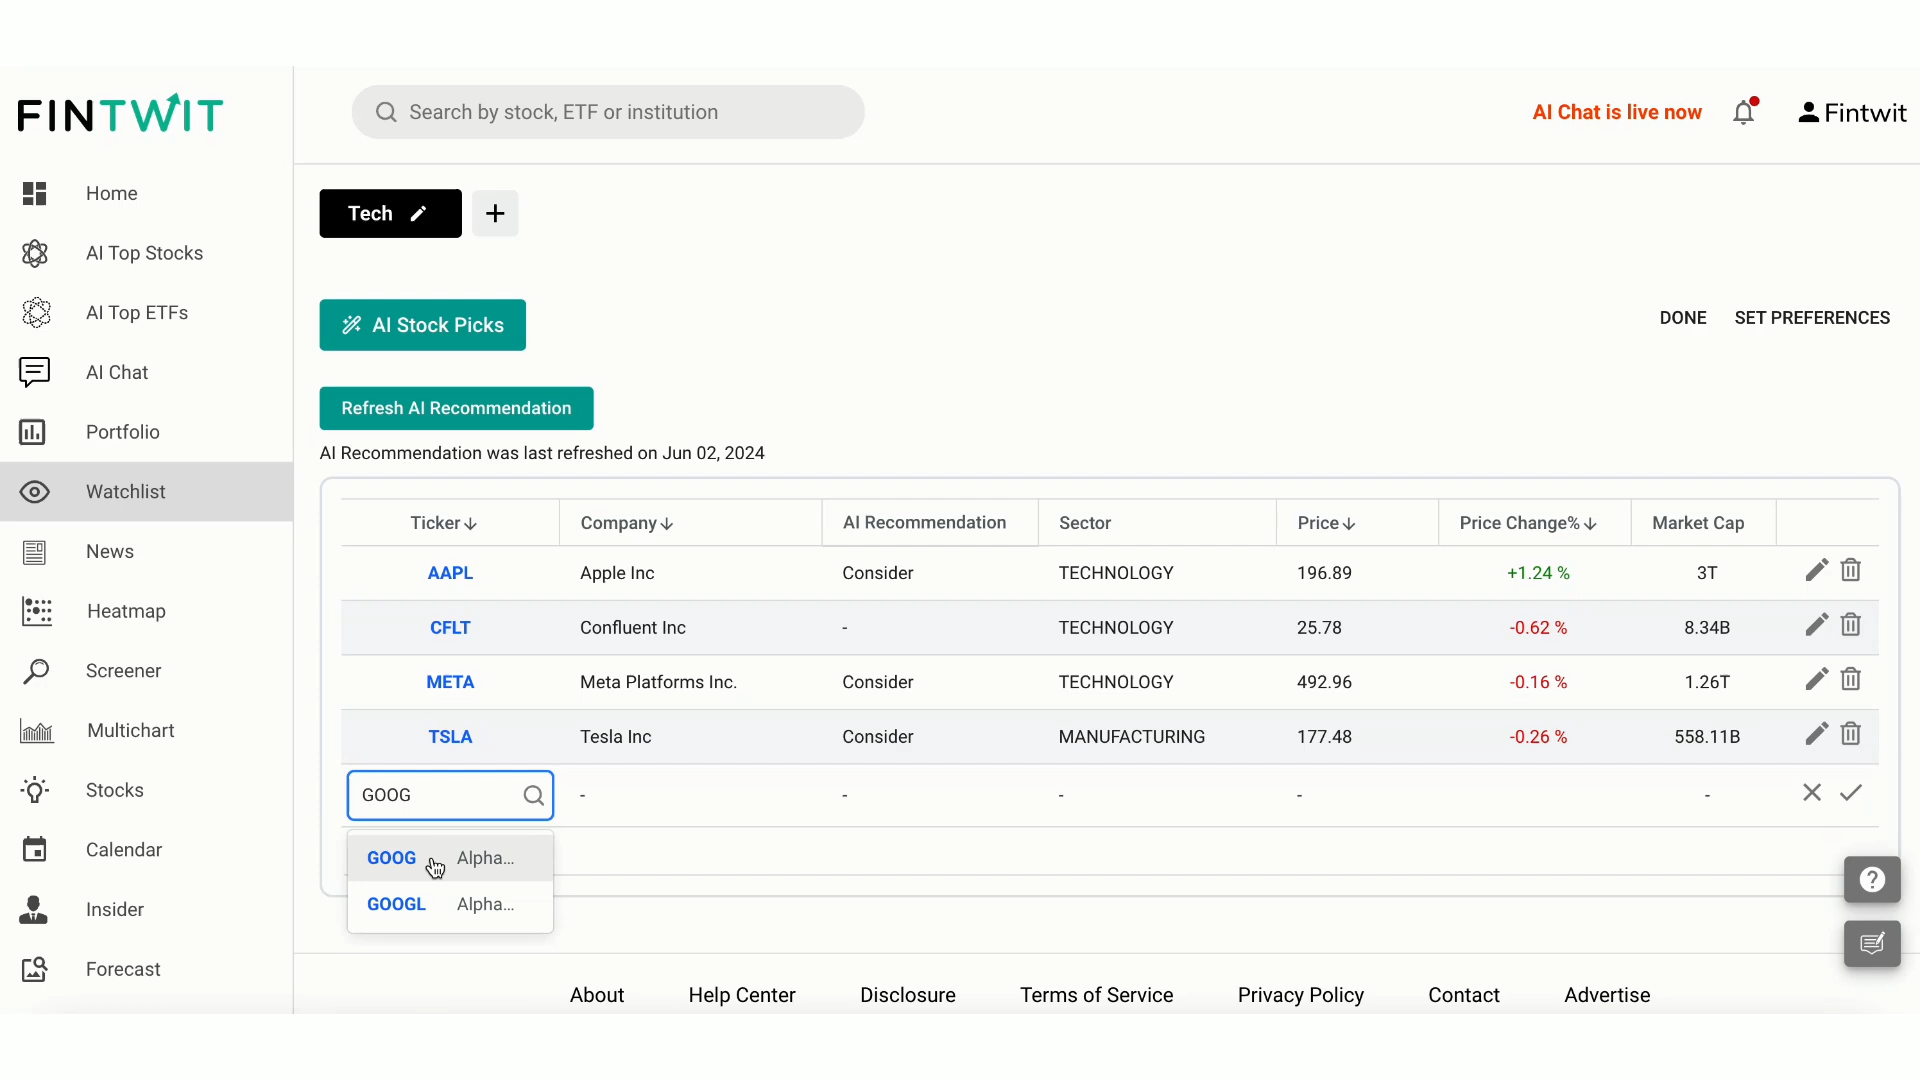 FINTWIT
Search by stock, ETF or institution
AI Chat is live now
Fintwit
Home
AI Top Stocks
AI Top ETFs
AI Chat
Portfolio
Watchlist
News
Heatmap
Screener
Multichart
Stocks
Calendar
Insider
Forecast
Tech
+
AI Stock Picks
DONE SET PREFERENCES
Refresh AI Recommendation
AI Recommendation was last refreshed on Jun 02, 2024
Ticker↓ Company↓ AI Recommendation Sector Price↓ Price Change%↓ Market Cap
AAPL Apple Inc Consider TECHNOLOGY 196.89 +1.24 % 3T
CFLT Confluent Inc - TECHNOLOGY 25.78 -0.62 % 8.34B
META Meta Platforms Inc. Consider TECHNOLOGY 492.96 -0.16 % 1.26T
TSLA Tesla Inc Consider MANUFACTURING 177.48 -0.26 % 558.11B
GOOG - - - - -
GOOG Alpha...
GOOGL Alpha...
About Help Center Disclosure Terms of Service Privacy Policy Contact Advertise